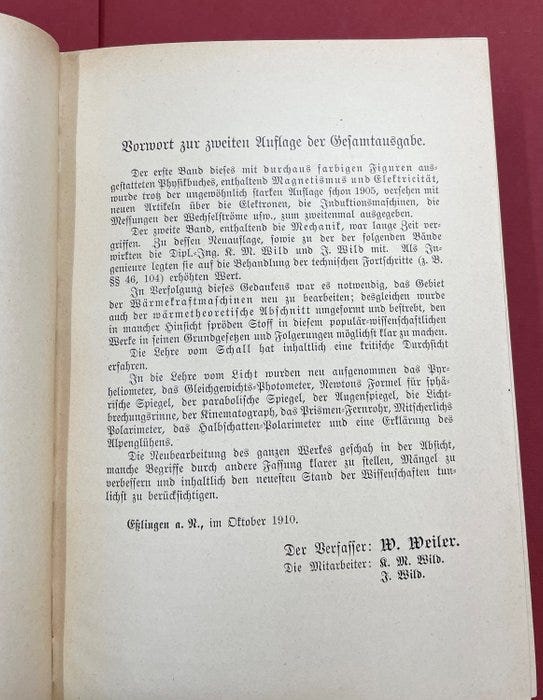 Vorwort zur zweiten Auflage der Gesamtausgabe.
Der erste Band dieses mit durchaus farbigen Figuren aus-
gestatteten Physikbuches, enthaltend Magnetismus und Elektricität,
wurde trotz der ungewöhnlich starken Auflage schon 1905, versehen mit
neuen Artikeln über die Elektronen, die Induktionsmaschinen, die
Messungen der Wechselströme usw., zum zweitenmal ausgegeben.
Der zweite Band, enthaltend die Mechanik, war lange Zeit ver-
griffen. Zu dessen Neuauflage, sowie zu der der folgenden Bände
wirkten die Dipl.-Ing. K. M. Wild und J. Wild mit. Als In-
genieure legten sie auf die Behandlung der technischen Fortschritte (z. B.
§§ 46, 104) erhöhten Wert.
In Verfolgung dieses Gedankens war es notwendig, das Gebiet
der Wärmekraftmaschinen neu zu bearbeiten; desgleichen wurde
auch der wärmetheoretische Abschnitt umgeformt und bestrebt, den
in mancher Hinsicht spröden Stoff in diesem populär-wissenschaftlichen
Werke in seinen Grundgesetzen und Folgerungen möglichst klar zu machen.
Die Lehre vom Schall hat inhaltlich eine kritische Durchsicht
erfahren.
In die Lehre vom Licht wurden neu aufgenommen das Pyr-
heliometer, das Gleichgewichts-Photometer, Newtons Formel für sphä-
rische Spiegel, der parabolische Spiegel, der Augenspiegel, die Licht-
brechungsrinne, der Kinematograph, das Prismen-Fernrohr, Mitscherlichs
Polarimeter, das Halbschatten-Polarimeter und eine Erklärung des
Alpenglühens.
Die Neubearbeitung des ganzen Werkes geschah in der Absicht,
manche Begriffe durch andere Fassung klarer zu stellen, Mängel zu
verbessern und inhaltlich den neuesten Stand der Wissenschaften tun-
lichst zu berücksichtigen.
Eßlingen a. N., im Oktober 1910.
Der Verfasser: W. Weiler.
Die Mitarbeiter: K. M. Wild.
J. Wild.